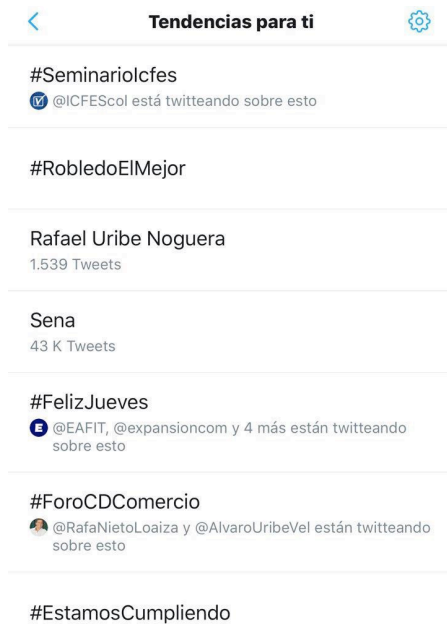 Tendencias para ti
#SeminarioIcfes
@ICFEScol está twitteando sobre esto
#RobledoElMejor
Rafael Uribe Noguera
1.539 Tweets
Sena
43 K Tweets
#FelizJueves
@EAFIT, @expansioncom y 4 más están twitteando
sobre esto
#ForoCDComercio
@RafaNietoLoaiza y @AlvaroUribeVel están twitteando
sobre esto
#EstamosCumpliendo